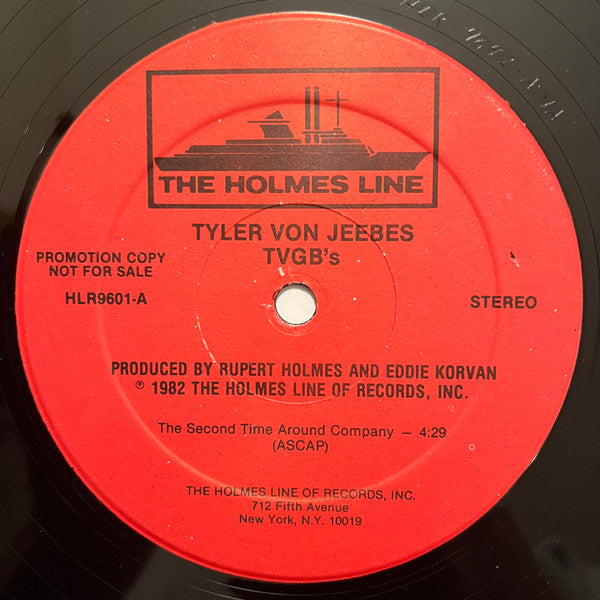 THE HOLMES LINE
TYLER VON JEEBES
TVGB's
PROMOTION COPY
NOT FOR SALE
HLR9601-A
STEREO
PRODUCED BY RUPERT HOLMES AND EDDIE KORVAN
℗ 1982 THE HOLMES LINE OF RECORDS, INC.
The Second Time Around Company — 4:29
(ASCAP)
THE HOLMES LINE OF RECORDS, INC.
712 Fifth Avenue
New York, N.Y. 10019